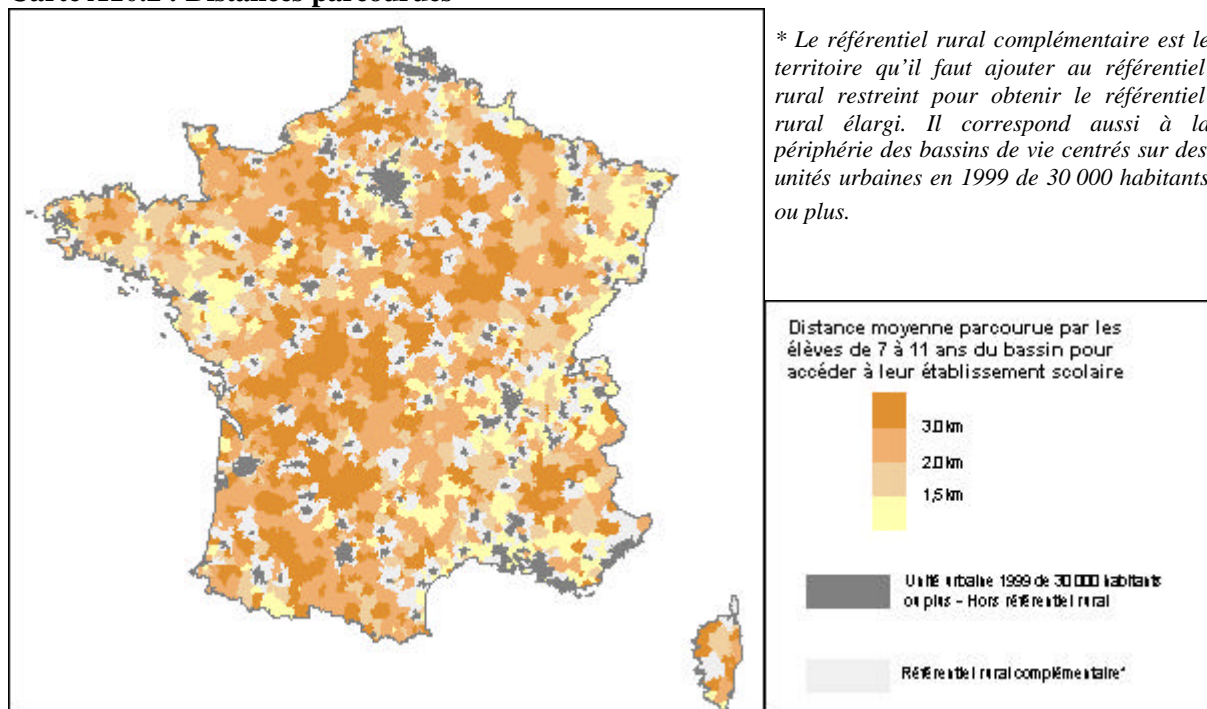 * Le référentiel rural complémentaire est le
territoire qu'il faut ajouter au référentiel
rural restreint pour obtenir le référentiel
rural élargi. Il correspond aussi à la
périphérie des bassins de vie centrés sur des
unités urbaines en 1999 de 30 000 habitants
ou plus.
Distance moyenne parcourue par les
élèves de 7 à 11 ans du bassin pour
accéder à leur établissement scolaire
3.0 km
2.0 km
1,5 km
Unité urbaine 1999 de 30 000 habitants
ou plus - Hors référentiel rural
Référentiel rural complémentaire*